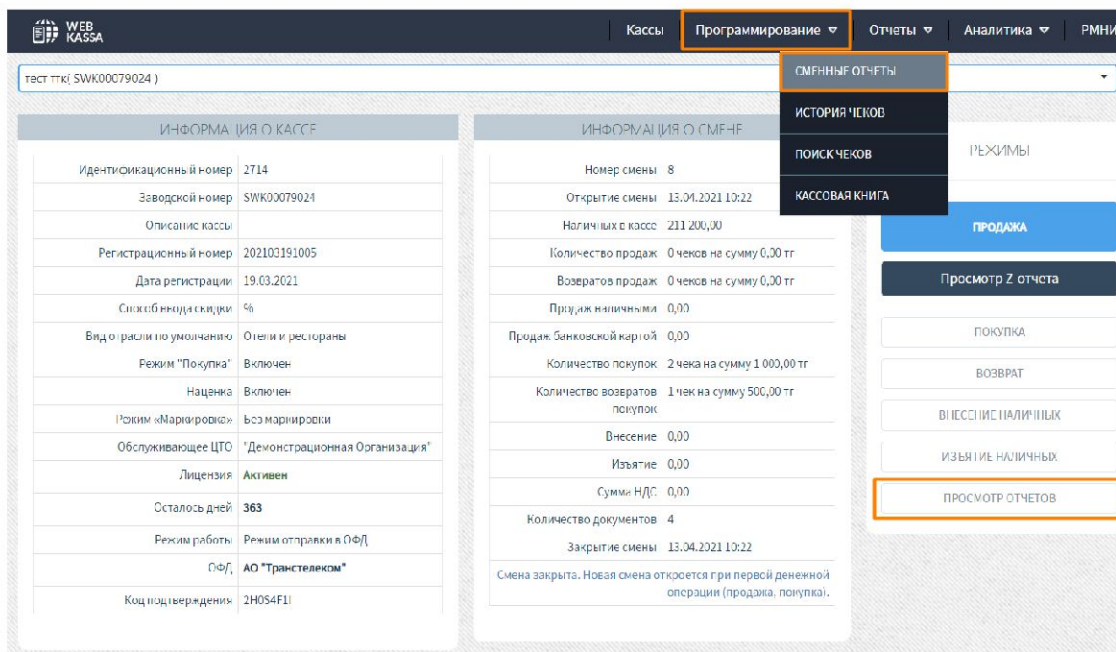 WEB
KASSA
Кассы
Программирование
Отчеты
Аналитика
РМНИ
тест ттк( SWK00079024 )
СМЕННЫЕ ОТЧЕТЫ
ИСТОРИЯ ЧЕКОВ
ПОИСК ЧЕКОВ
КАССОВАЯ КНИГА
ИНФОРМАЦИЯ О КАССЕ
Идентификационный номер 2714
Заводской номер SWK00079024
Описание кассы
Регистрационный номер 202103191005
Дата регистрации 19.03.2021
Способ ввода скидки %
Вид отрасли по умолчанию Отели и рестораны
Режим "Покупка" Включен
Наценка Включен
Режим «Маркировка» Без маркировки
Обслуживающее ЦТО "Демонстрационная Организация"
Лицензия Активен
Осталось дней 363
Режим работы Режим отправки в ОФД
ОФД АО "Транстелеком"
Код подтверждения
ИНФОРМАЦИЯ О СМЕНЕ
Номер смены 8
Открытие смены 13.04.2021 10:22
Наличных в кассе 211 200,00
Количество продаж 0 чеков на сумму 0,00 тг
Возвратов продаж 0 чеков на сумму 0,00 тг
Продаж наличными 0,00
Продаж банковской картой 0,00
Количество покупок 2 чека на сумму 1 000,00 тг
Количество возвратов 1 чек на сумму 500,00 тг
покупок
Внесение 0,00
Изъятие 0,00
Сумма НДС 0,00
Количество документов 4
Закрытие смены 13.04.2021 10:22
Смена закрыта. Новая смена откроется при первой денежной
операции (продажа, покупка).
РЕЖИМЫ
ПРОДАЖА
Просмотр Z отчета
ПОКУПКА
ВОЗВРАТ
ВНЕСЕНИЕ НАЛИЧНЫХ
ИЗЪЯТИЕ НАЛИЧНЫХ
ПРОСМОТР ОТЧЕТОВ